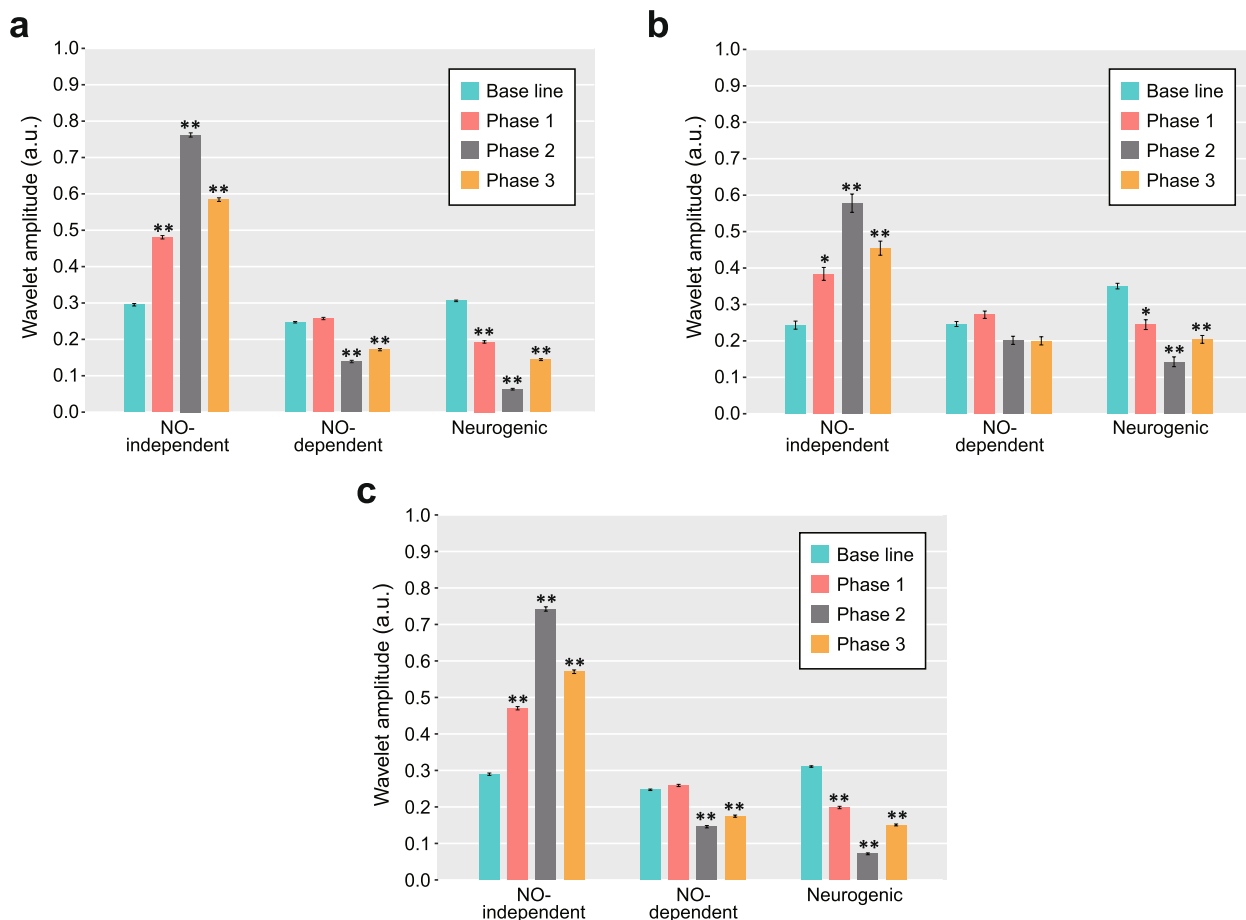 a
Wavelet amplitude (a.u.)
1.0
0.9
0.8
0.7
0.6
0.5
0.4
0.3
0.2
0.1
0.0
Base line
Phase 1
Phase 2
Phase 3
**
**
**
**
**
**
**
**
NO-
independent
NO-
dependent
Neurogenic
b
Wavelet amplitude (a.u.)
1.0
0.9
0.8
0.7
0.6
0.5
0.4
0.3
0.2
0.1
0.0
Base line
Phase 1
Phase 2
Phase 3
*
**
**
*
**
**
NO-
independent
NO-
dependent
Neurogenic
c
Wavelet amplitude (a.u.)
1.0
0.9
0.8
0.7
0.6
0.5
0.4
0.3
0.2
0.1
0.0
Base line
Phase 1
Phase 2
Phase 3
**
**
**
**
**
**
**
**
NO-
independent
NO-
dependent
Neurogenic